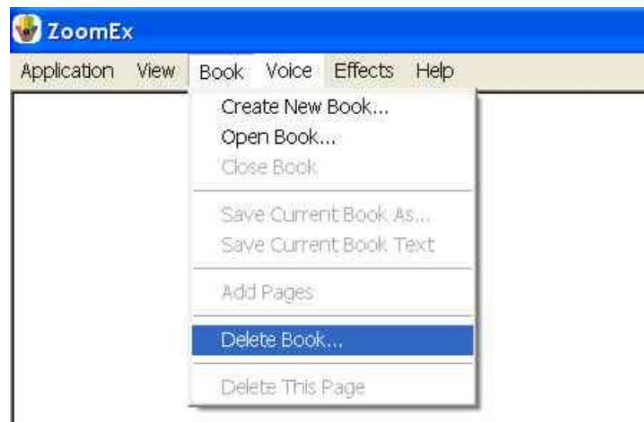 ZoomEx
Application View Book Voice Effects Help
Create New Book...
Open Book...
Close Book
Save Current Book As...
Save Current Book Text
Add Pages
Delete Book...
Delete This Page